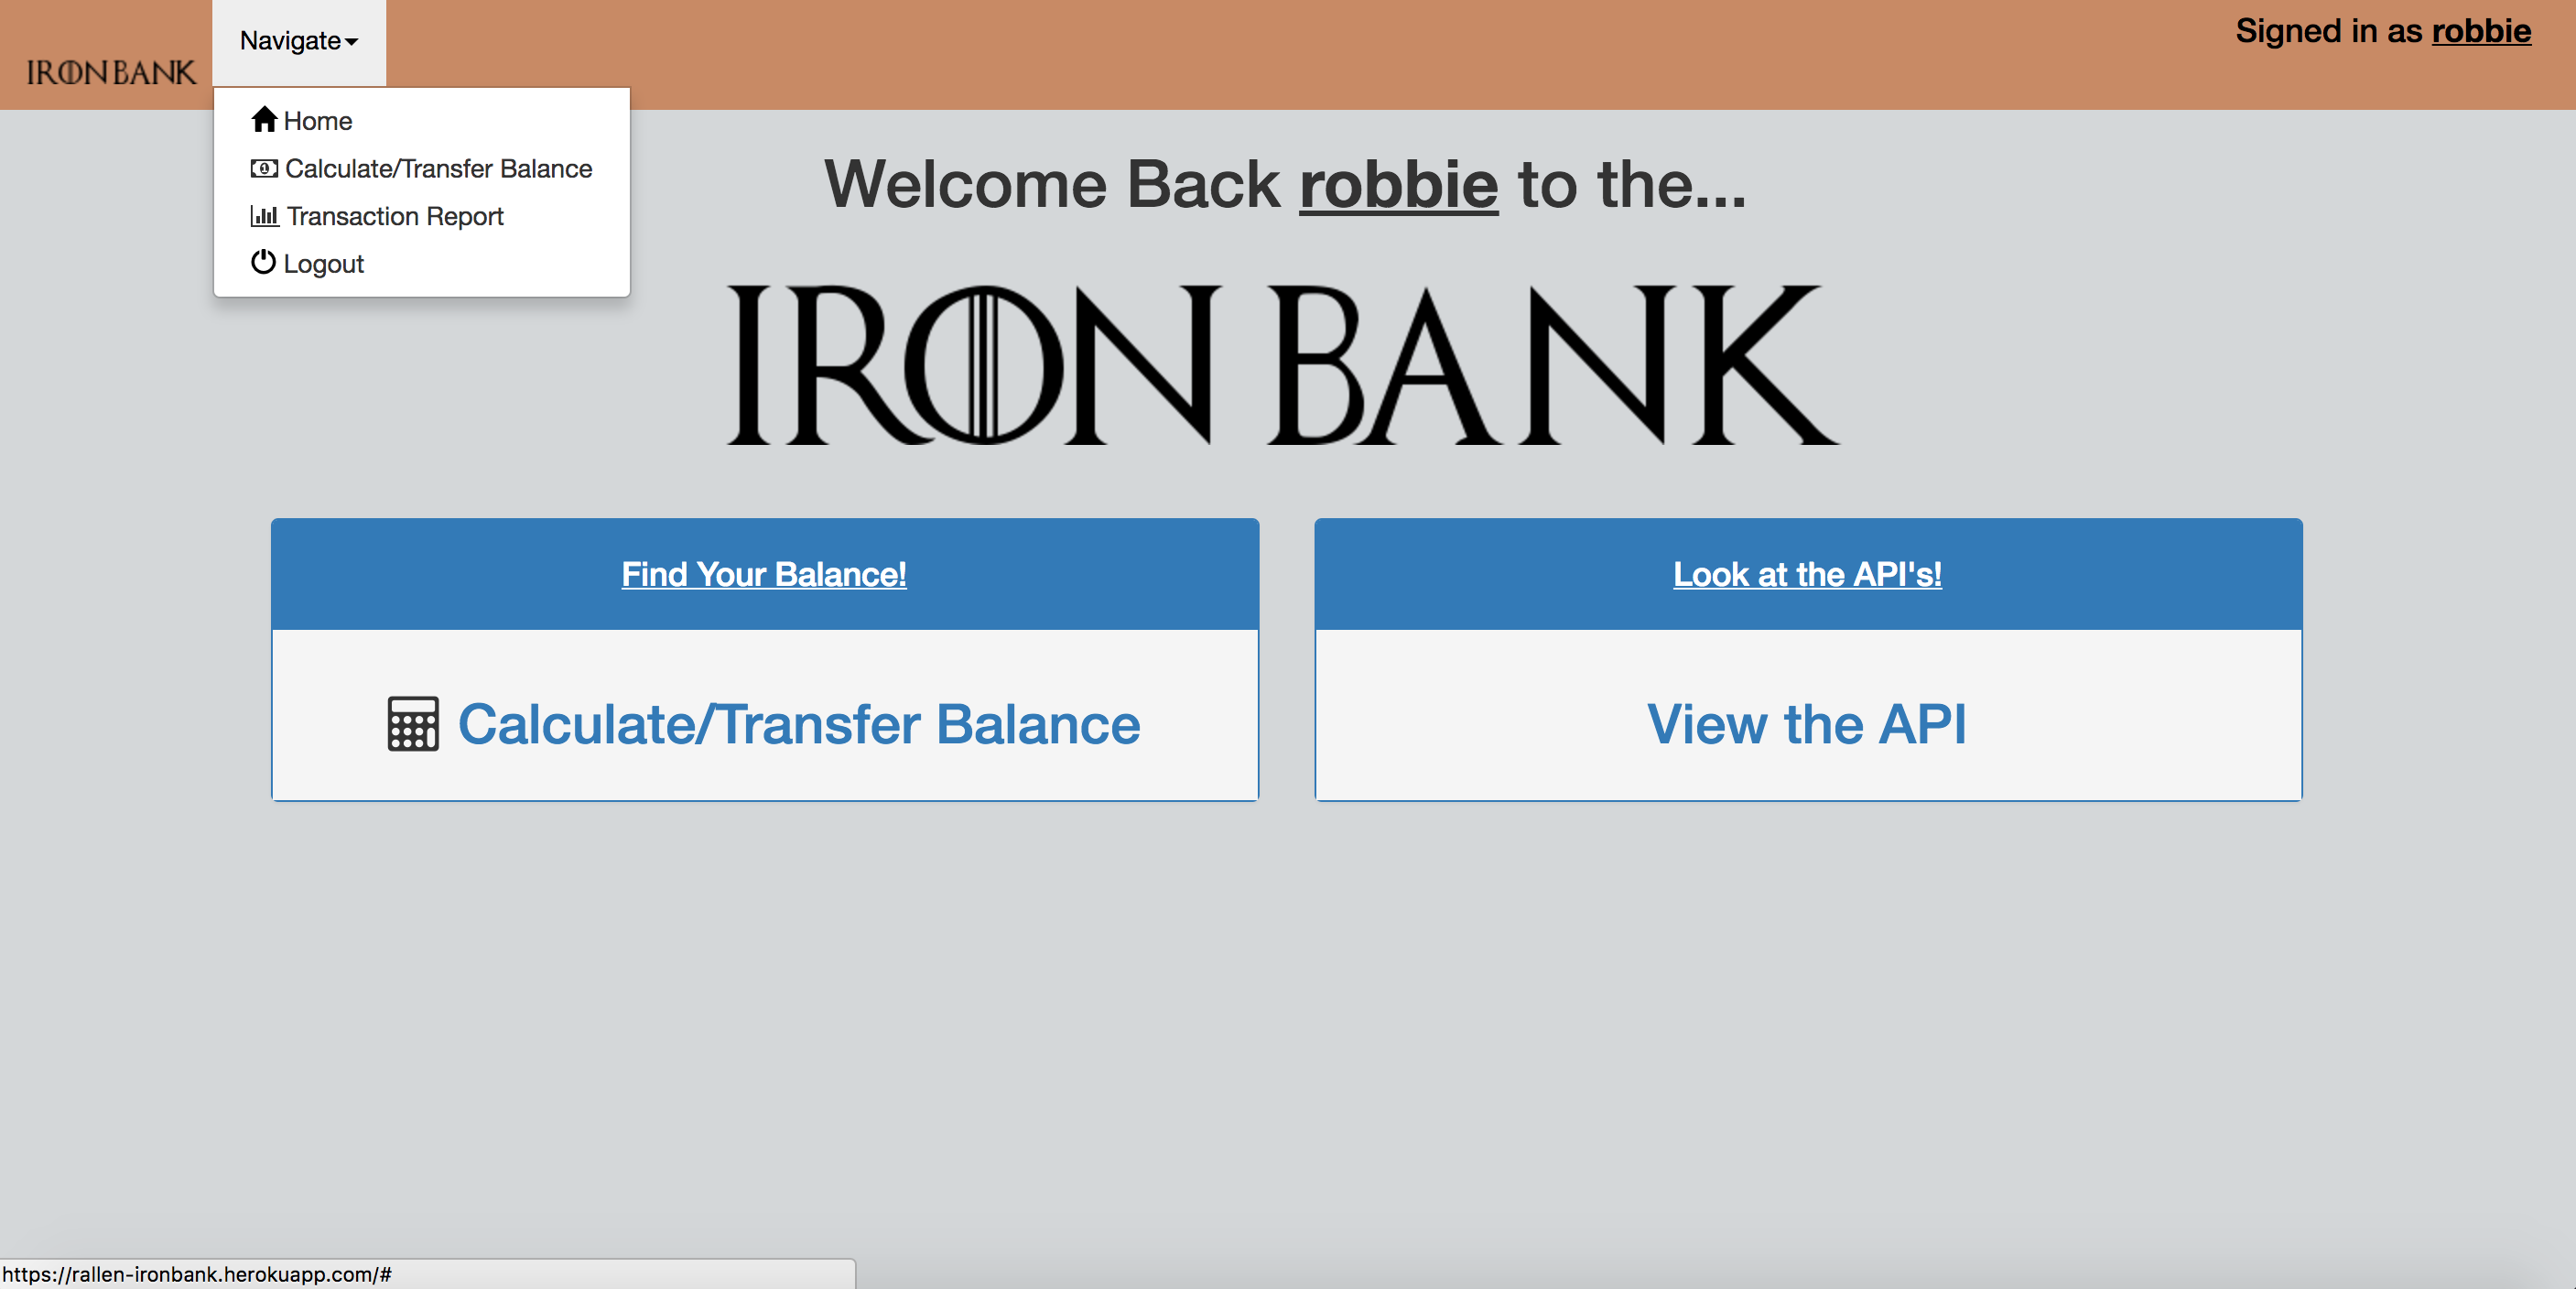 IRON BANK
Navigate
Signed in as robbie
Home
Calculate/Transfer Balance
Transaction Report
Logout
Welcome Back robbie to the...
IRON BANK
Find Your Balance!
Calculate/Transfer Balance
Look at the API's!
View the API
https://rallen-ironbank.herokuapp.com/#